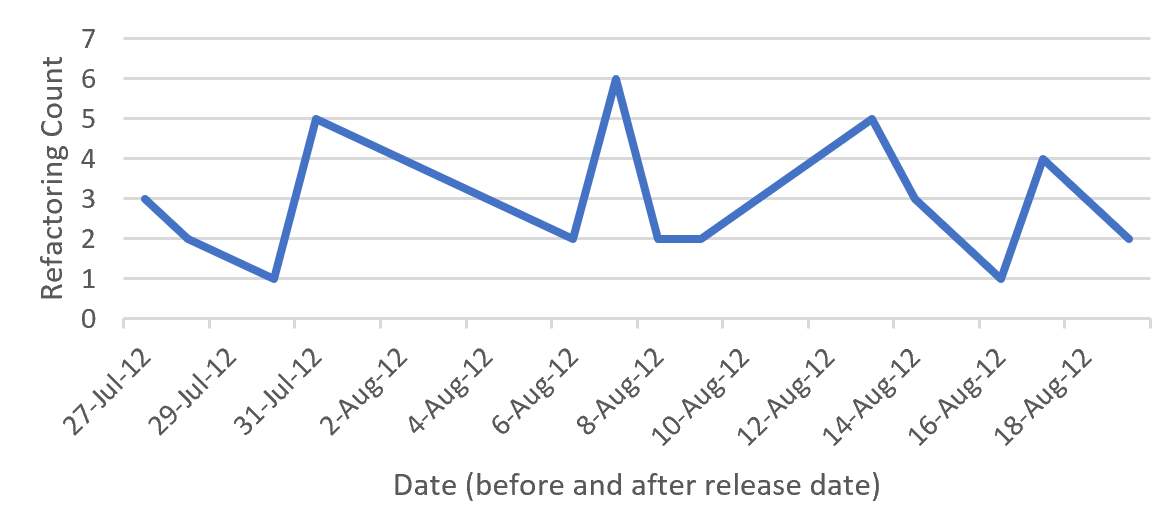 7
6
5
4
3
2
1
0
Refactoring Count
27-Jul-12
29-Jul-12
31-Jul-12
2-Aug-12
4-Aug-12
6-Aug-12
8-Aug-12
10-Aug-12
12-Aug-12
14-Aug-12
16-Aug-12
18-Aug-12
Date (before and after release date)